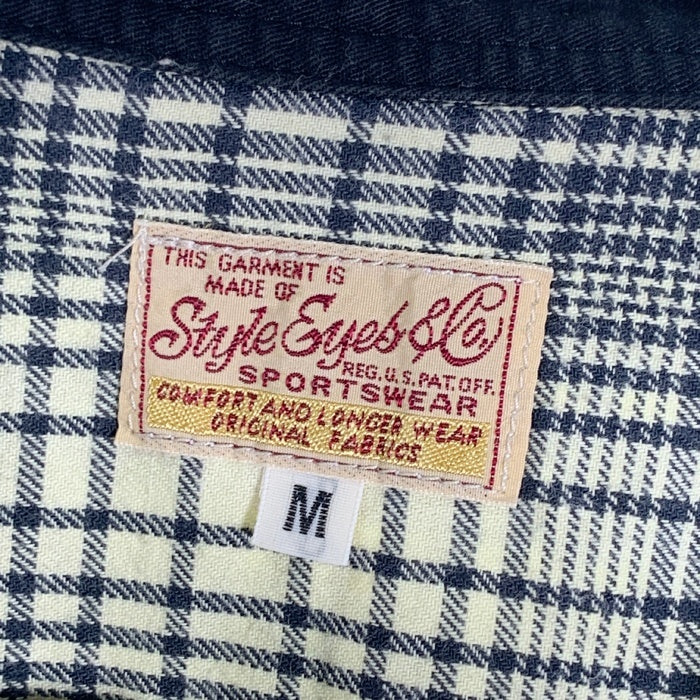 THIS GARMENT IS
MADE OF
Style Eyes & Co.
REG. U.S. PAT. OFF.
SPORTSWEAR
COMFORT AND LONGER WEAR
ORIGINAL FABRICS
M